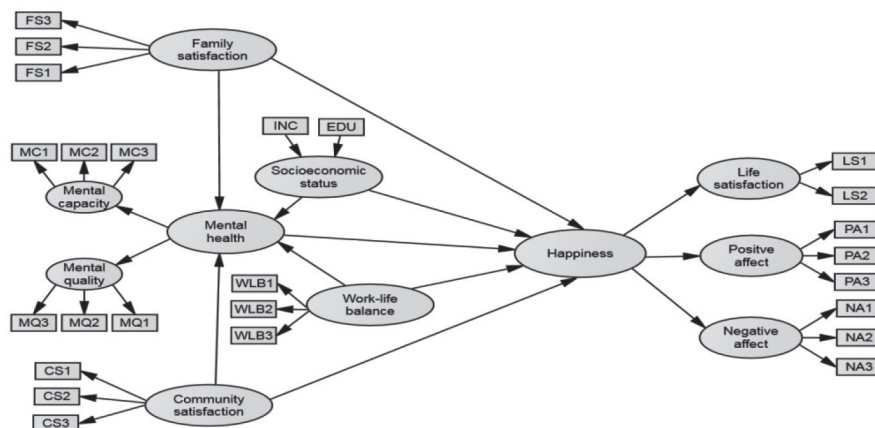 FS3
FS2
FS1
Family
satisfaction
INC
EDU
MC1
MC2
MC3
Mental
capacity
Socioeconomic
status
Life
satisfaction
LS1
LS2
Mental
health
Happiness
Positve
affect
PA1
PA2
PA3
Mental
quality
MQ3
MQ2
MQ1
WLB1
WLB2
WLB3
Work-life
balance
Negative
affect
NA1
NA2
NA3
CS1
CS2
CS3
Community
satisfaction